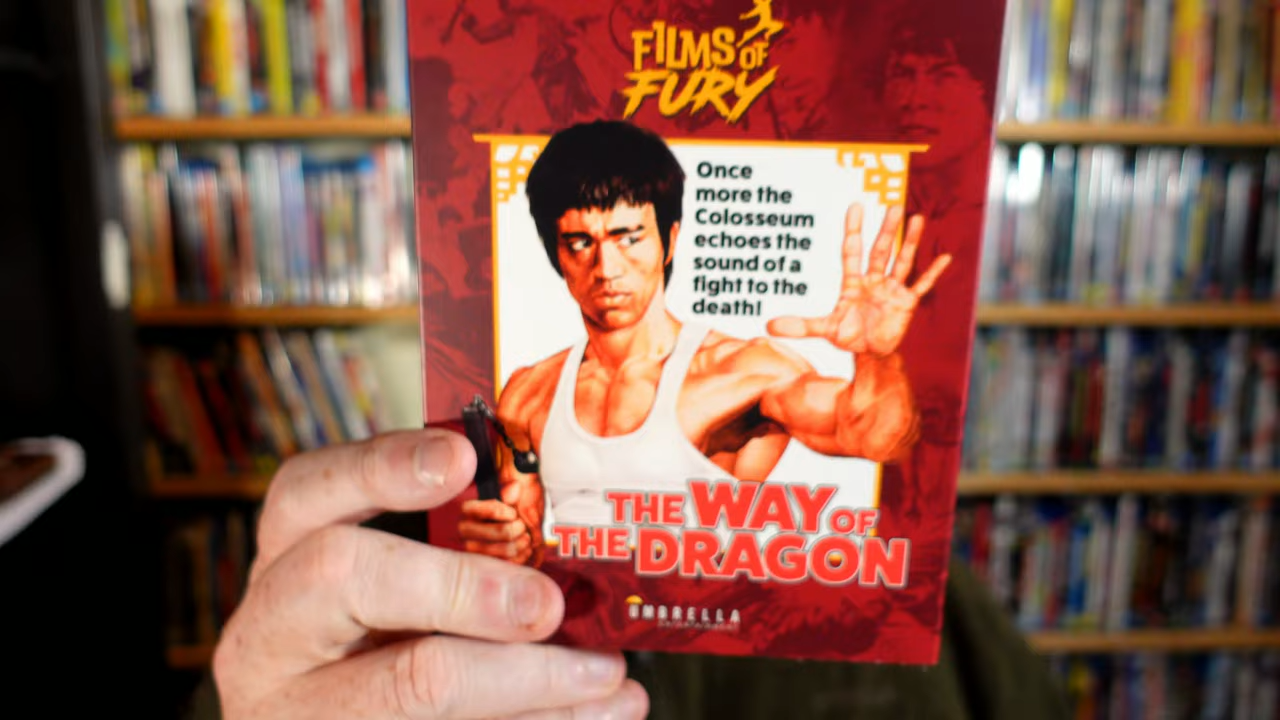 FILMS OF
FURY
Once
more the
Colosseum
echoes the
sound of a
fight to the
death!
THE WAY OF
THE DRAGON
UMBRELLA
ENTERTAINMENT